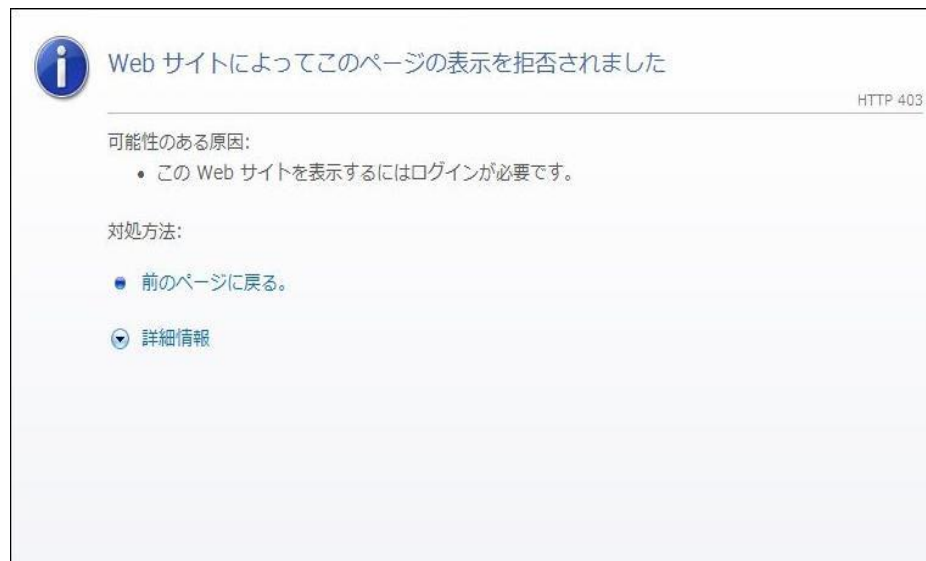 Web サイトによってこのページの表示を拒否されました
HTTP 403
可能性のある原因:
• この Web サイトを表示するにはログインが必要です。
対処方法:
前のページに戻る。
詳細情報